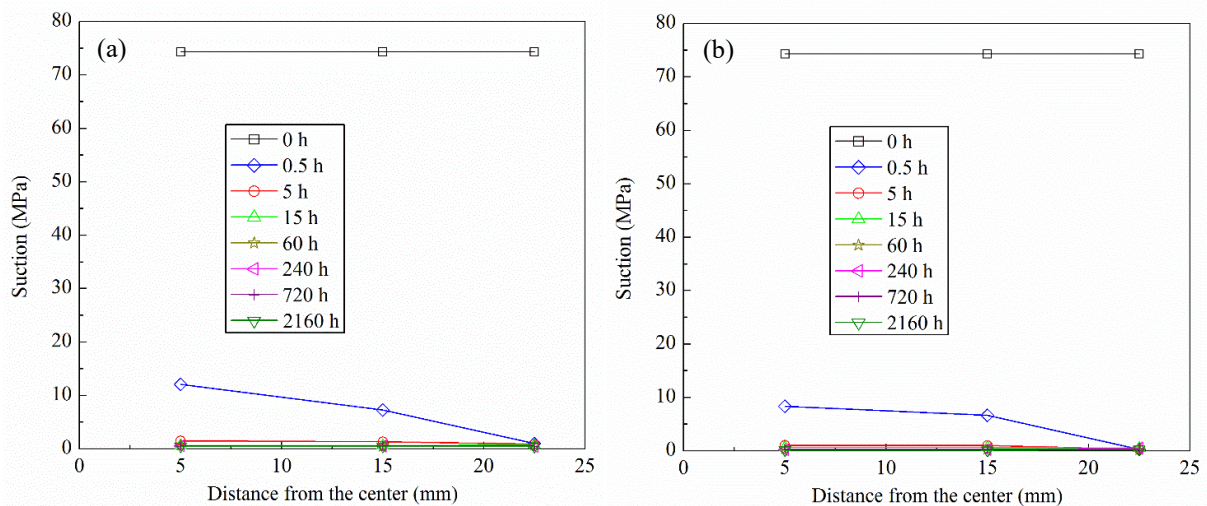 (a)
80
70
60
50
40
30
20
10
0
Suction (MPa)
0 h
0.5 h
5 h
15 h
60 h
240 h
720 h
2160 h
0 5 10 15 20 25
Distance from the center (mm)
(b)
80
70
60
50
40
30
20
10
0
Suction (MPa)
0 h
0.5 h
5 h
15 h
60 h
240 h
720 h
2160 h
0 5 10 15 20 25
Distance from the center (mm)